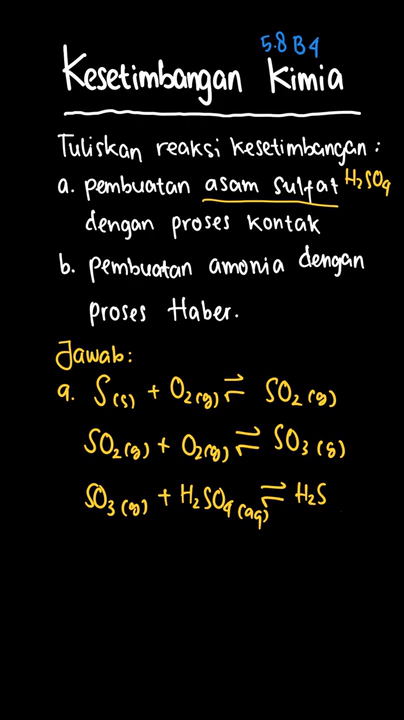 5.8 B4
Kesetimbangan Kimia
Tuliskan reaksi kesetimbangan :
a. pembuatan asam sulfat H₂SO₄
dengan proses kontak
b. pembuatan amonia dengan
proses Haber.
Jawab :
a. S(s) + O₂(g) ⇌ SO₂(g)
SO₂(g) + O₂(g) ⇌ SO₃(g)
SO₃(g) + H₂SO₄(aq) ⇌ H₂S